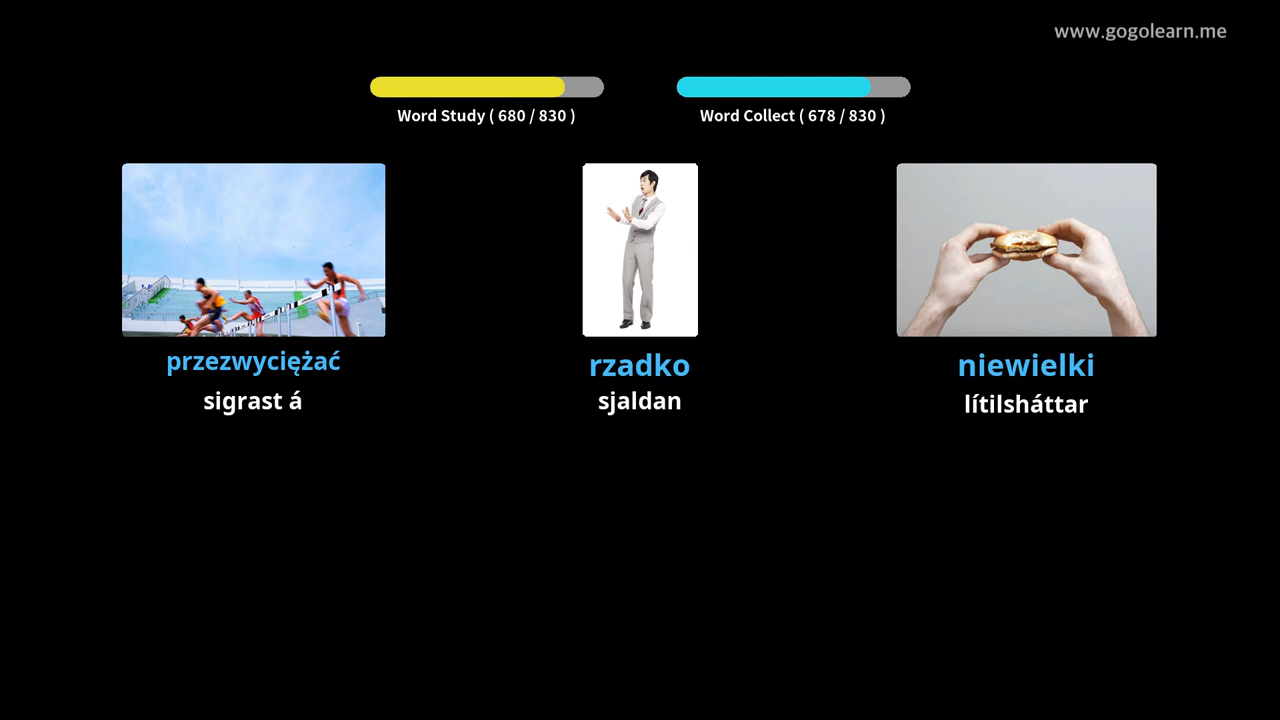 www.gogolearn.me
Word Study ( 680 / 830 )
Word Collect ( 678 / 830 )
przezwyciężać
sigrast á
rzadko
sjaldan
niewielki
lítilsháttar